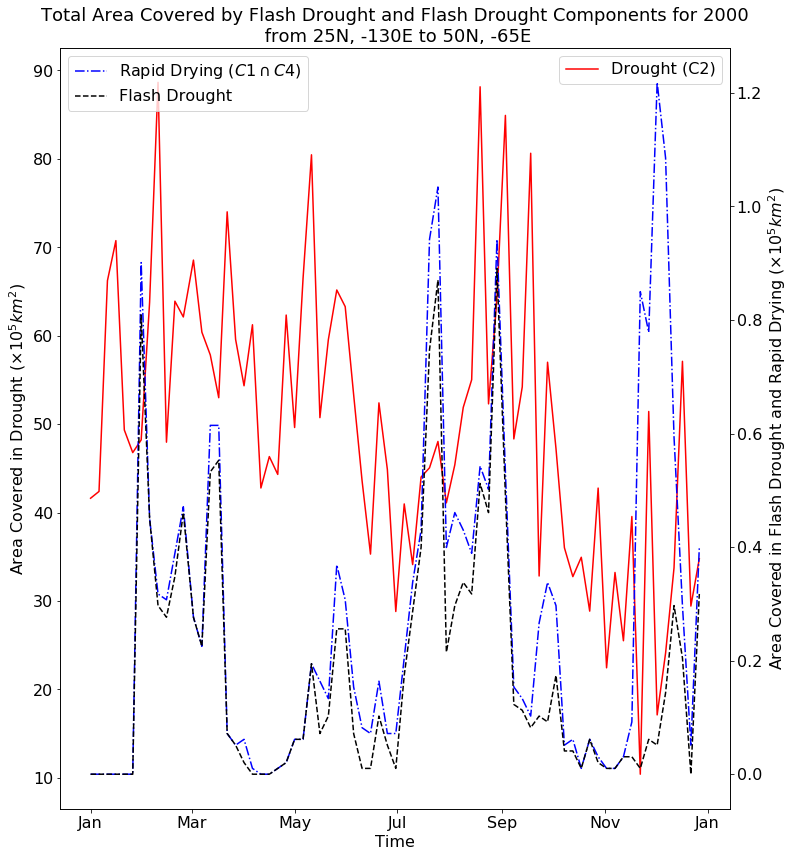 Total Area Covered by Flash Drought and Flash Drought Components for 2000
from 25N, -130E to 50N, -65E
Rapid Drying (C1 ∩ C4)
Flash Drought
Drought (C2)
Area Covered in Drought (×10⁵km²)
90
80
70
60
50
40
30
20
10
1.2
1.0
0.8
0.6
0.4
0.2
0.0
Area Covered in Flash Drought and Rapid Drying (×10⁵km²)
Jan Mar May Jul Sep Nov Jan
Time